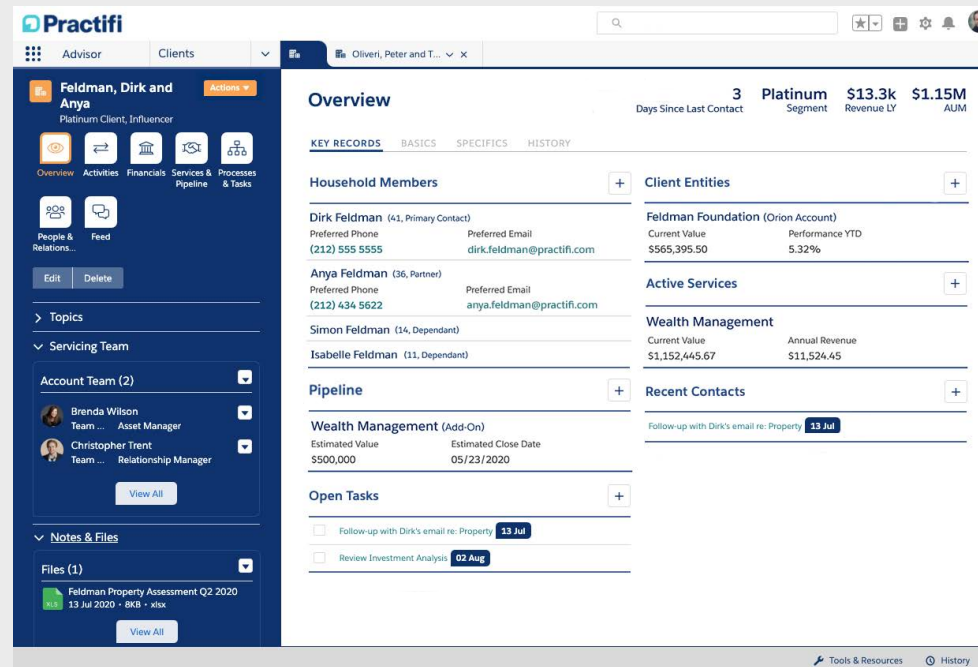 Practifi
Advisor
Clients
Oliveri, Peter and T...
Feldman, Dirk and
Anya
Actions
Platinum Client, Influencer
Overview
Activities
Financials
Services &
Pipeline
Processes
& Tasks
People &
Relations...
Feed
Edit
Delete
Topics
Servicing Team
Account Team (2)
Brenda Wilson
Team ... Asset Manager
Christopher Trent
Team ... Relationship Manager
View All
Notes & Files
Files (1)
XLS
Feldman Property Assessment Q2 2020
13 Jul 2020 • 8KB • xlsx
View All
Overview
3
Days Since Last Contact
Platinum
Segment
$13.3k
Revenue LY
$1.15M
AUM
KEY RECORDS BASICS SPECIFICS HISTORY
Household Members
Dirk Feldman (41, Primary Contact)
Preferred Phone Preferred Email
(212) 555 5555 dirk.feldman@practifi.com
Anya Feldman (36, Partner)
Preferred Phone Preferred Email
(212) 434 5622 anya.feldman@practifi.com
Simon Feldman (14, Dependant)
Isabelle Feldman (11, Dependant)
Pipeline
Wealth Management (Add-On)
Estimated Value Estimated Close Date
$500,000 05/23/2020
Open Tasks
Follow-up with Dirk's email re: Property 13 Jul
Review Investment Analysis 02 Aug
Client Entities
Feldman Foundation (Orion Account)
Current Value Performance YTD
$565,395.50 5.32%
Active Services
Wealth Management
Current Value Annual Revenue
$1,152,445.67 $11,524.45
Recent Contacts
Follow-up with Dirk's email re: Property 13 Jul
Tools & Resources
History